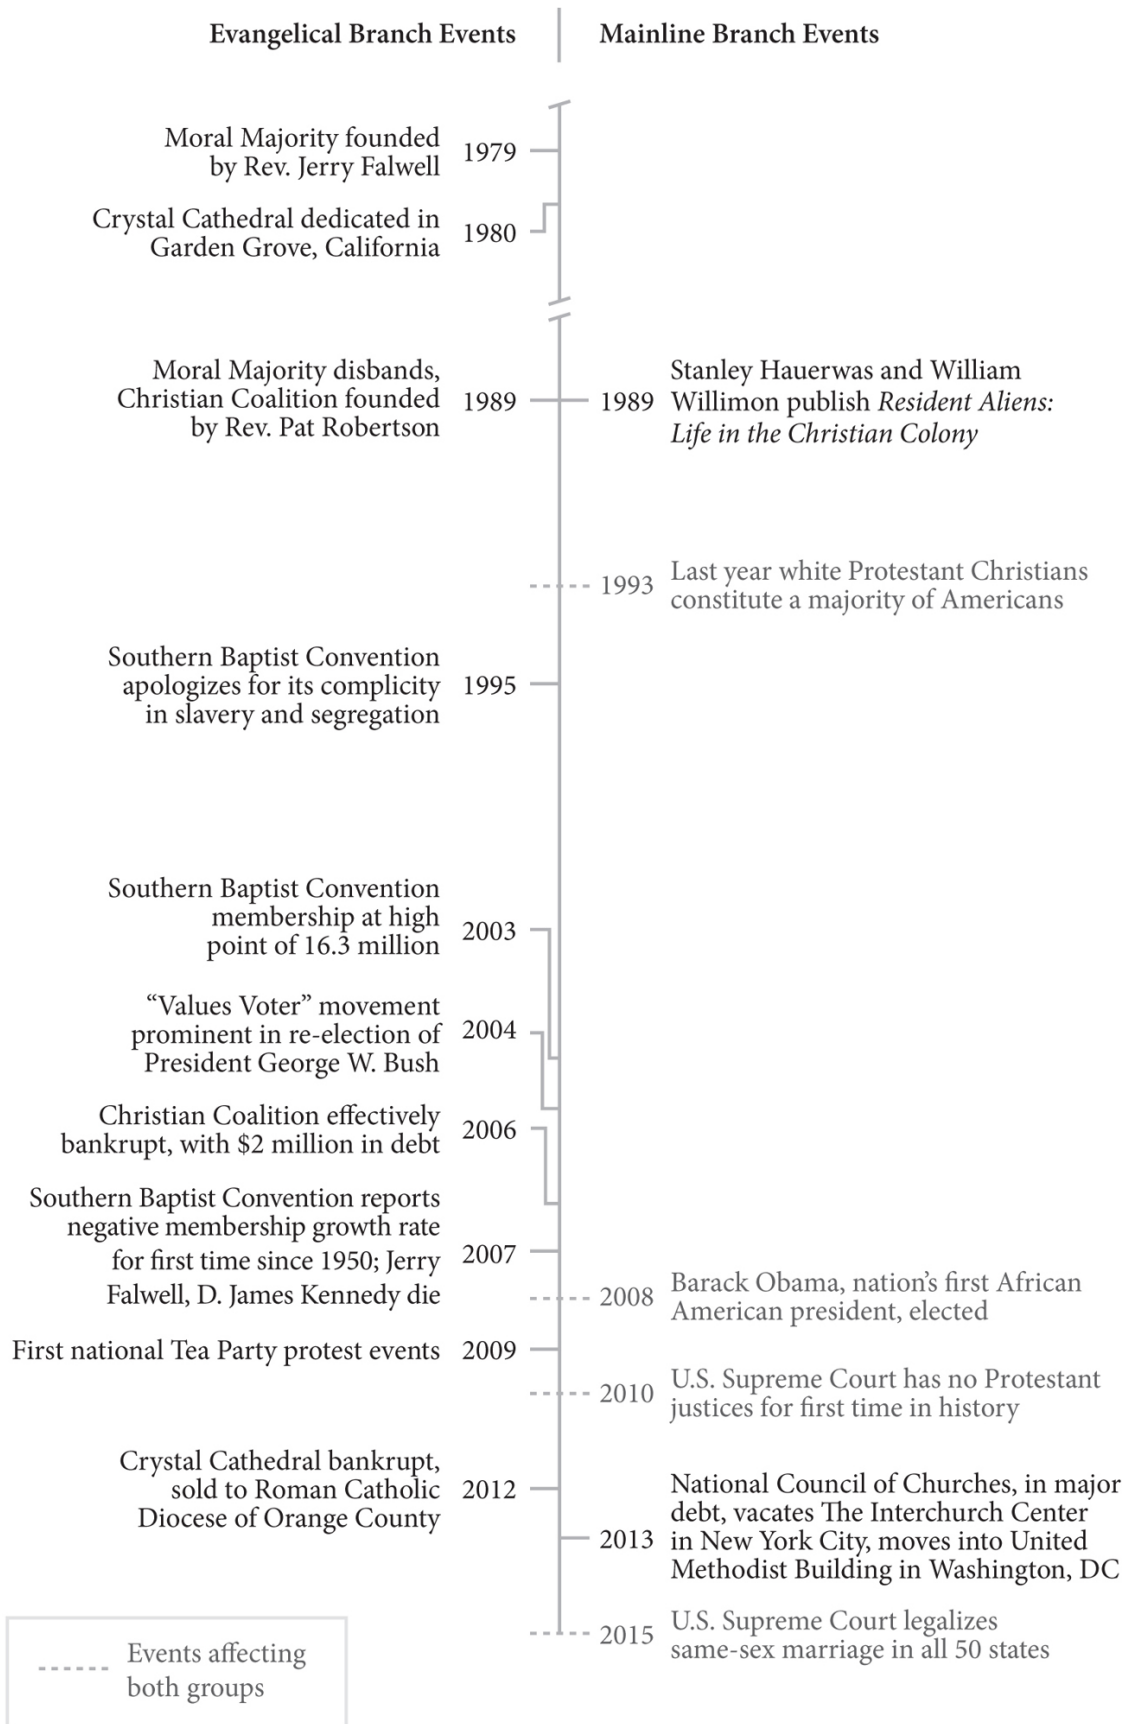 Evangelical Branch Events
Mainline Branch Events
Moral Majority founded
by Rev. Jerry Falwell
1979
Crystal Cathedral dedicated in
Garden Grove, California
1980
Moral Majority disbands,
Christian Coalition founded
by Rev. Pat Robertson
1989
1989
Stanley Hauerwas and William
Willimon publish Resident Aliens:
Life in the Christian Colony
1993
Last year white Protestant Christians
constitute a majority of Americans
Southern Baptist Convention
apologizes for its complicity
in slavery and segregation
1995
Southern Baptist Convention
membership at high
point of 16.3 million
2003
“Values Voter” movement
prominent in re-election of
President George W. Bush
2004
Christian Coalition effectively
bankrupt, with $2 million in debt
2006
Southern Baptist Convention reports
negative membership growth rate
for first time since 1950; Jerry
Falwell, D. James Kennedy die
2007
2008
Barack Obama, nation’s first African
American president, elected
First national Tea Party protest events
2009
2010
U.S. Supreme Court has no Protestant
justices for first time in history
Crystal Cathedral bankrupt,
sold to Roman Catholic
Diocese of Orange County
2012
2013
National Council of Churches, in major
debt, vacates The Interchurch Center
in New York City, moves into United
Methodist Building in Washington, DC
2015
U.S. Supreme Court legalizes
same-sex marriage in all 50 states
Events affecting
both groups